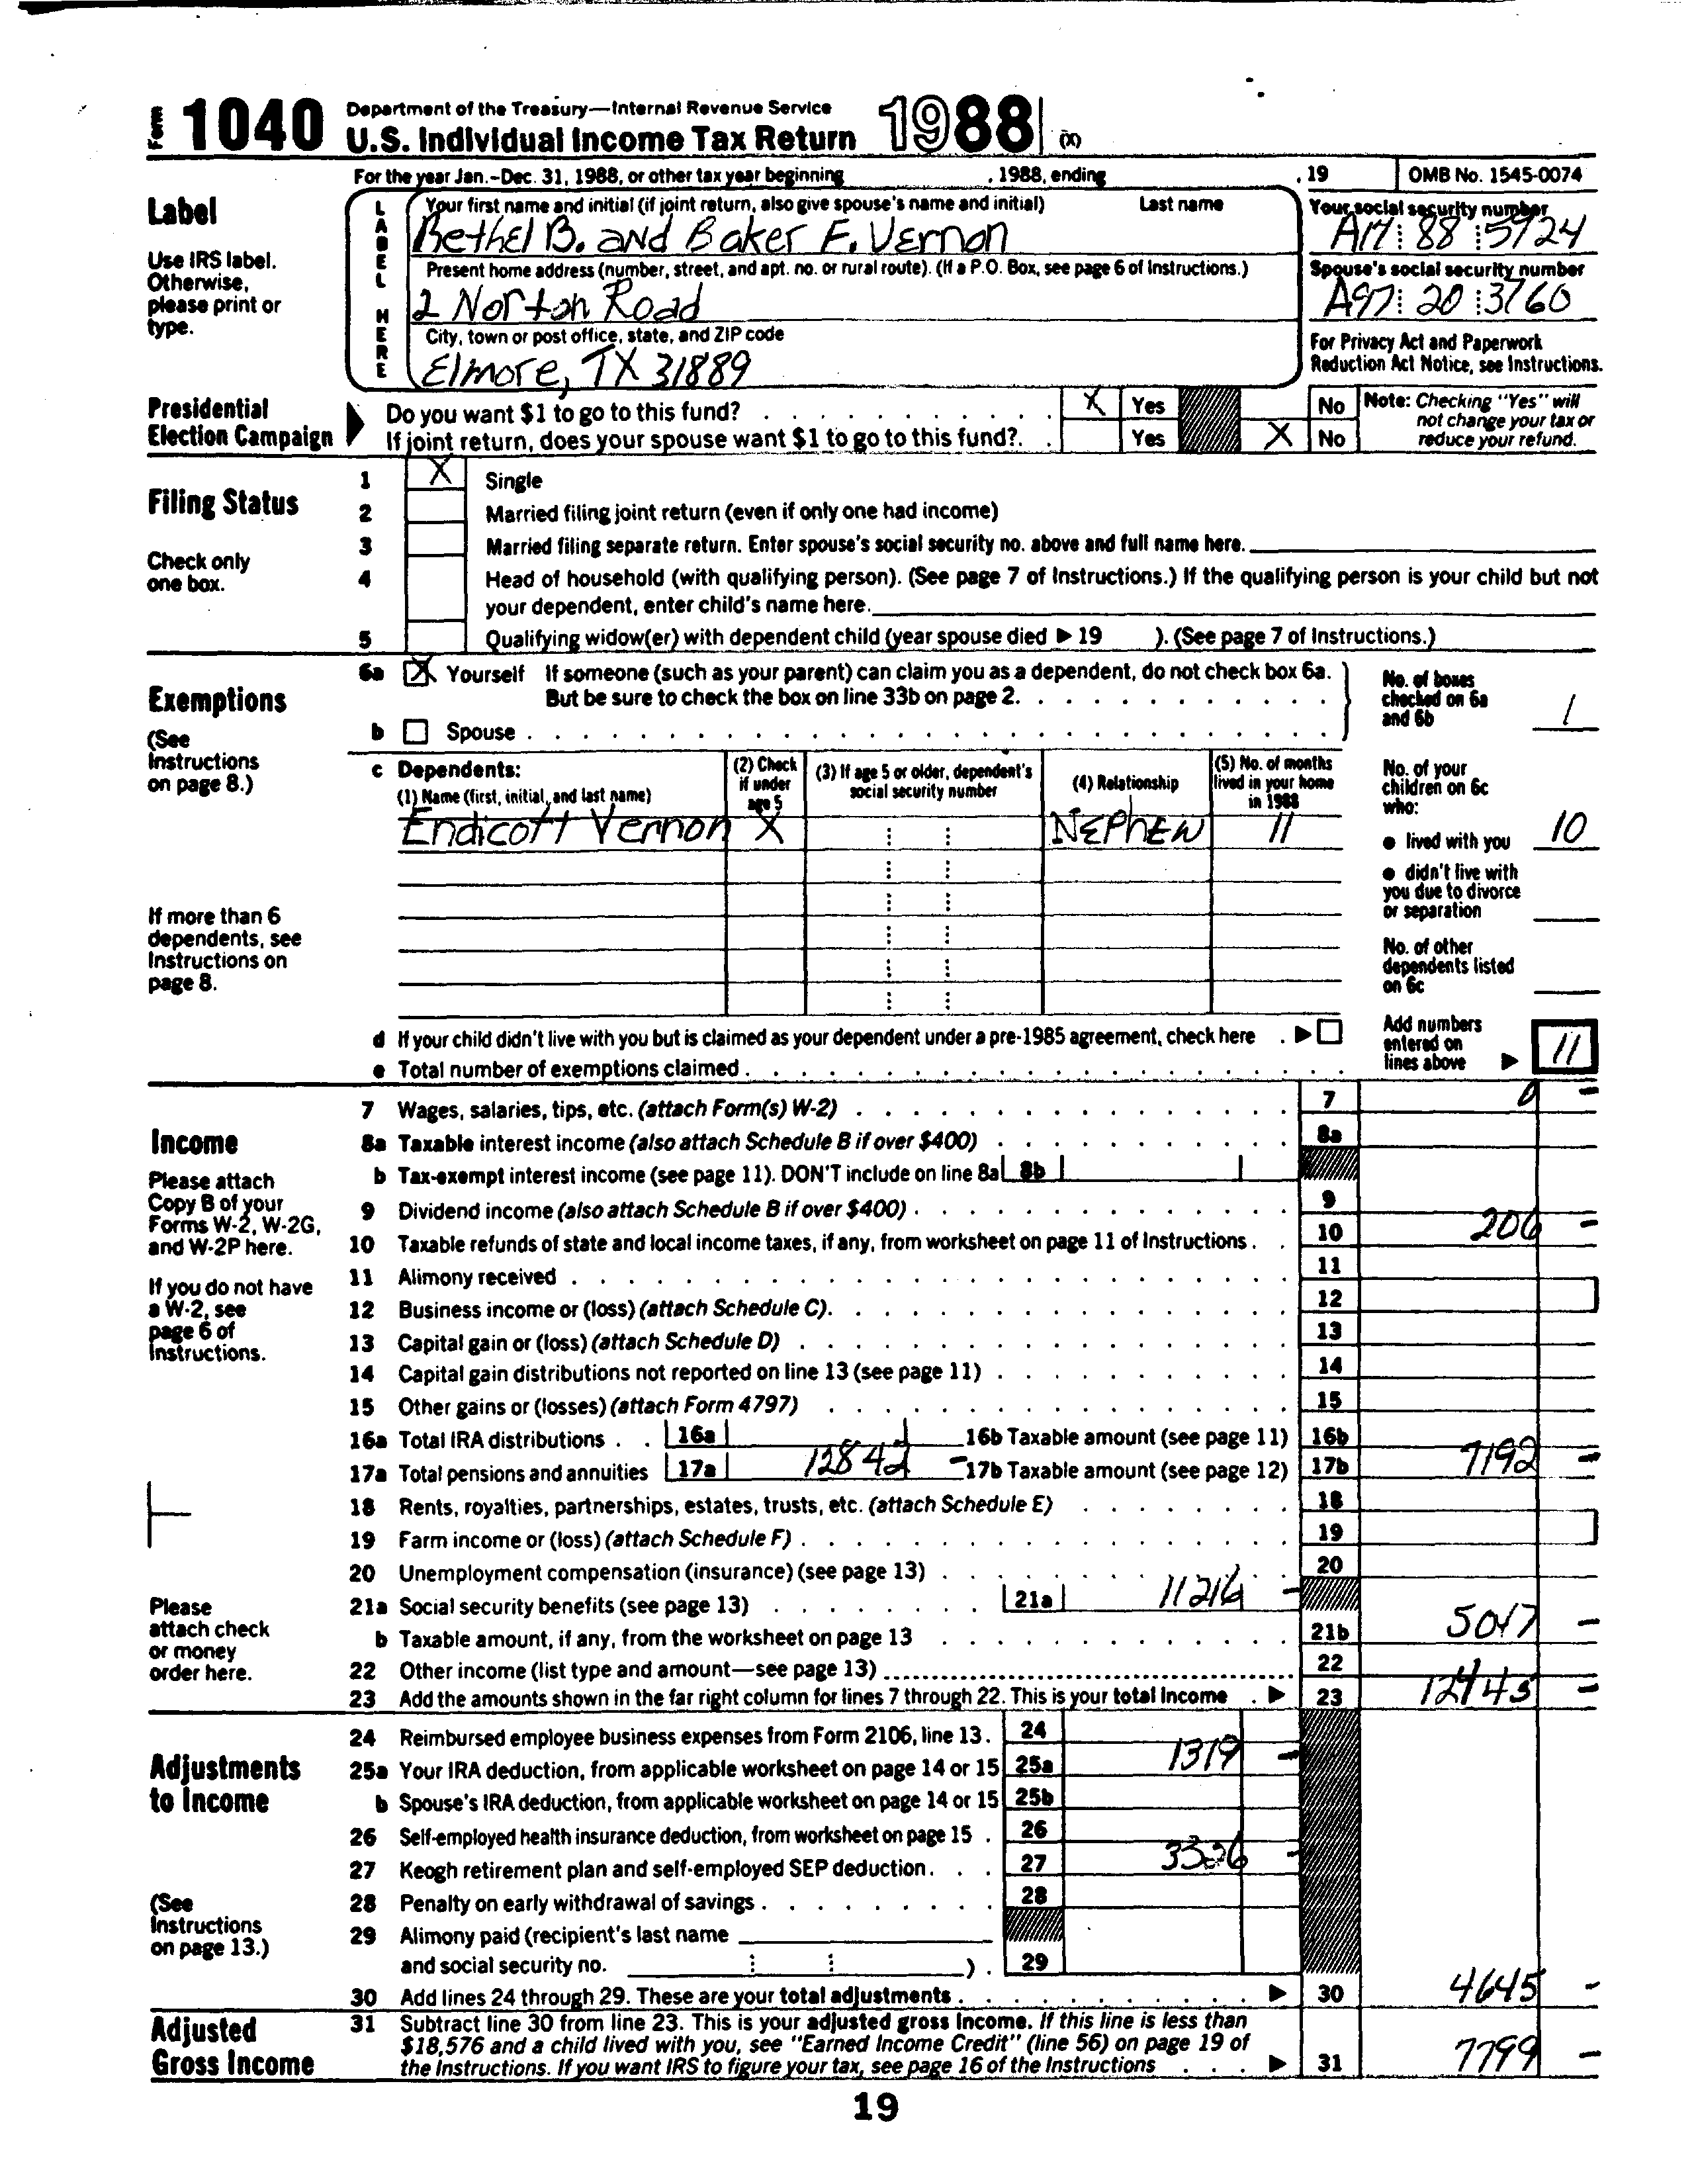 Form 1040 Department of the Treasury—Internal Revenue Service
U.S. Individual Income Tax Return 1988 (X)
For the year Jan.-Dec. 31, 1988, or other tax year beginning , 1988, ending , 19 OMB No. 1545-0074
Label
Use IRS label.
Otherwise,
please print or
type.
LABEL HERE
Your first name and initial (if joint return, also give spouse's name and initial) Last name
Bethel B. and Baker F. Vernon
Your social security number
A17 88 5924
Present home address (number, street, and apt. no. or rural route). (If a P.O. Box, see page 6 of Instructions.)
2 Norton Road
Spouse's social security number
A97 20 3760
City, town or post office, state, and ZIP code
Elmore, TX 31889
For Privacy Act and Paperwork
Reduction Act Notice, see Instructions.
Presidential
Election Campaign
Do you want $1 to go to this fund? X Yes No
If joint return, does your spouse want $1 to go to this fund?. Yes X No
Note: Checking "Yes" will
not change your tax or
reduce your refund.
Filing Status
Check only
one box.
1 X Single
2 Married filing joint return (even if only one had income)
3 Married filing separate return. Enter spouse's social security no. above and full name here.
4 Head of household (with qualifying person). (See page 7 of Instructions.) If the qualifying person is your child but not
your dependent, enter child's name here.
5 Qualifying widow(er) with dependent child (year spouse died ▶ 19 ). (See page 7 of Instructions.)
Exemptions
(See
Instructions
on page 8.)
6a X Yourself If someone (such as your parent) can claim you as a dependent, do not check box 6a.
But be sure to check the box on line 33b on page 2.
b Spouse
No. of boxes
checked on 6a
and 6b 1
c Dependents:
(1) Name (first, initial, and last name)
(2) Check
if under
age 5
(3) If age 5 or older, dependent's
social security number
(4) Relationship
(5) No. of months
lived in your home
in 1988
Endicott Vernon X NEPhEW 11
No. of your
children on 6c
who:
● lived with you 10
● didn't live with
you due to divorce
or separation
No. of other
dependents listed
on 6c
If more than 6
dependents, see
Instructions on
page 8.
d If your child didn't live with you but is claimed as your dependent under a pre-1985 agreement, check here ▶
e Total number of exemptions claimed
Add numbers
entered on
lines above ▶ 11
Income
Please attach
Copy B of your
Forms W-2, W-2G,
and W-2P here.
If you do not have
a W-2, see
page 6 of
Instructions.
7 Wages, salaries, tips, etc. (attach Form(s) W-2) 7 0 –
8a Taxable interest income (also attach Schedule B if over $400) 8a
b Tax-exempt interest income (see page 11). DON'T include on line 8a 8b
9 Dividend income (also attach Schedule B if over $400) 9
10 Taxable refunds of state and local income taxes, if any, from worksheet on page 11 of Instructions 10 206 –
11 Alimony received 11
12 Business income or (loss) (attach Schedule C) 12
13 Capital gain or (loss) (attach Schedule D) 13
14 Capital gain distributions not reported on line 13 (see page 11) 14
15 Other gains or (losses) (attach Form 4797) 15
16a Total IRA distributions 16a 16b Taxable amount (see page 11) 16b
17a Total pensions and annuities 17a 12842 – 17b Taxable amount (see page 12) 17b 7192 –
18 Rents, royalties, partnerships, estates, trusts, etc. (attach Schedule E) 18
19 Farm income or (loss) (attach Schedule F) 19
20 Unemployment compensation (insurance) (see page 13) 20
21a Social security benefits (see page 13) 21a 11216 –
b Taxable amount, if any, from the worksheet on page 13 21b 5047 –
22 Other income (list type and amount—see page 13) 22
23 Add the amounts shown in the far right column for lines 7 through 22. This is your total income ▶ 23 12445 –
Please
attach check
or money
order here.
Adjustments
to Income
(See
Instructions
on page 13.)
24 Reimbursed employee business expenses from Form 2106, line 13. 24
25a Your IRA deduction, from applicable worksheet on page 14 or 15 25a 1319 –
b Spouse's IRA deduction, from applicable worksheet on page 14 or 15 25b
26 Self-employed health insurance deduction, from worksheet on page 15 26
27 Keogh retirement plan and self-employed SEP deduction 27 3326 –
28 Penalty on early withdrawal of savings 28
29 Alimony paid (recipient's last name
and social security no. ) 29
30 Add lines 24 through 29. These are your total adjustments ▶ 30 4645 –
Adjusted
Gross Income
31 Subtract line 30 from line 23. This is your adjusted gross income. If this line is less than
$18,576 and a child lived with you, see "Earned Income Credit" (line 56) on page 19 of
the Instructions. If you want IRS to figure your tax, see page 16 of the Instructions ▶ 31 7799 –
19